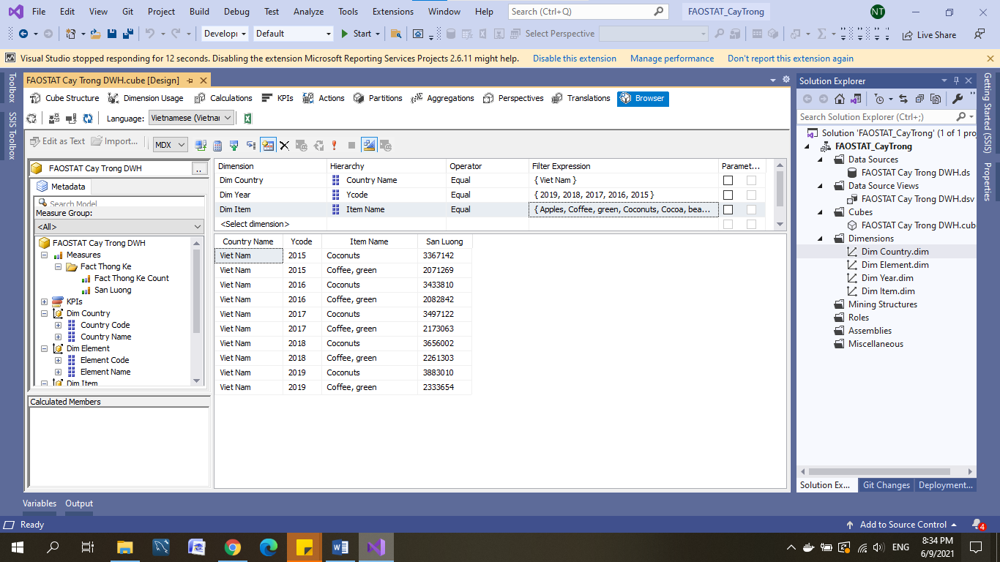 File Edit View Git Project Build Debug Test Analyze Tools Extensions Window Help Search (Ctrl+Q) FAOSTAT_CayTrong NT
Developı Default Start Select Perspective Live Share
Visual Studio stopped responding for 12 seconds. Disabling the extension Microsoft Reporting Services Projects 2.6.11 might help. Disable this extension Manage performance Don't report this extension again
Toolbox
SSIS Toolbox
FAOSTAT Cay Trong DWH.cube [Design]
Cube Structure Dimension Usage Calculations KPIs Actions Partitions Aggregations Perspectives Translations Browser
Language: Vietnamese (Vietnaı
Edit as Text Import... MDX
FAOSTAT Cay Trong DWH ..
Metadata
Search Model
Measure Group:
<All>
FAOSTAT Cay Trong DWH
Measures
Fact Thong Ke
Fact Thong Ke Count
San Luong
KPIs
Dim Country
Country Code
Country Name
Dim Element
Element Code
Element Name
Dim Item
Calculated Members
Dimension Hierarchy Operator Filter Expression Paramet...
Dim Country Country Name Equal { Viet Nam }
Dim Year Ycode Equal { 2019, 2018, 2017, 2016, 2015 }
Dim Item Item Name Equal { Apples, Coffee, green, Coconuts, Cocoa, bea...
<Select dimension>
Country Name Ycode Item Name San Luong
Viet Nam 2015 Coconuts 3367142
Viet Nam 2015 Coffee, green 2071269
Viet Nam 2016 Coconuts 3433810
Viet Nam 2016 Coffee, green 2082842
Viet Nam 2017 Coconuts 3497122
Viet Nam 2017 Coffee, green 2173063
Viet Nam 2018 Coconuts 3656002
Viet Nam 2018 Coffee, green 2261303
Viet Nam 2019 Coconuts 3883010
Viet Nam 2019 Coffee, green 2333654
Solution Explorer
Search Solution Explorer (Ctrl+;)
Solution 'FAOSTAT_CayTrong' (1 of 1 pro
FAOSTAT_CayTrong
Data Sources
FAOSTAT Cay Trong DWH.ds
Data Source Views
FAOSTAT Cay Trong DWH.dsv
Cubes
FAOSTAT Cay Trong DWH.cub
Dimensions
Dim Country.dim
Dim Element.dim
Dim Year.dim
Dim Item.dim
Mining Structures
Roles
Assemblies
Miscellaneous
Solution Ex... Git Changes Deployment...
Getting Started (SSIS)
Properties
Variables Output
Ready Add to Source Control 4
ENG
8:34 PM
6/9/2021